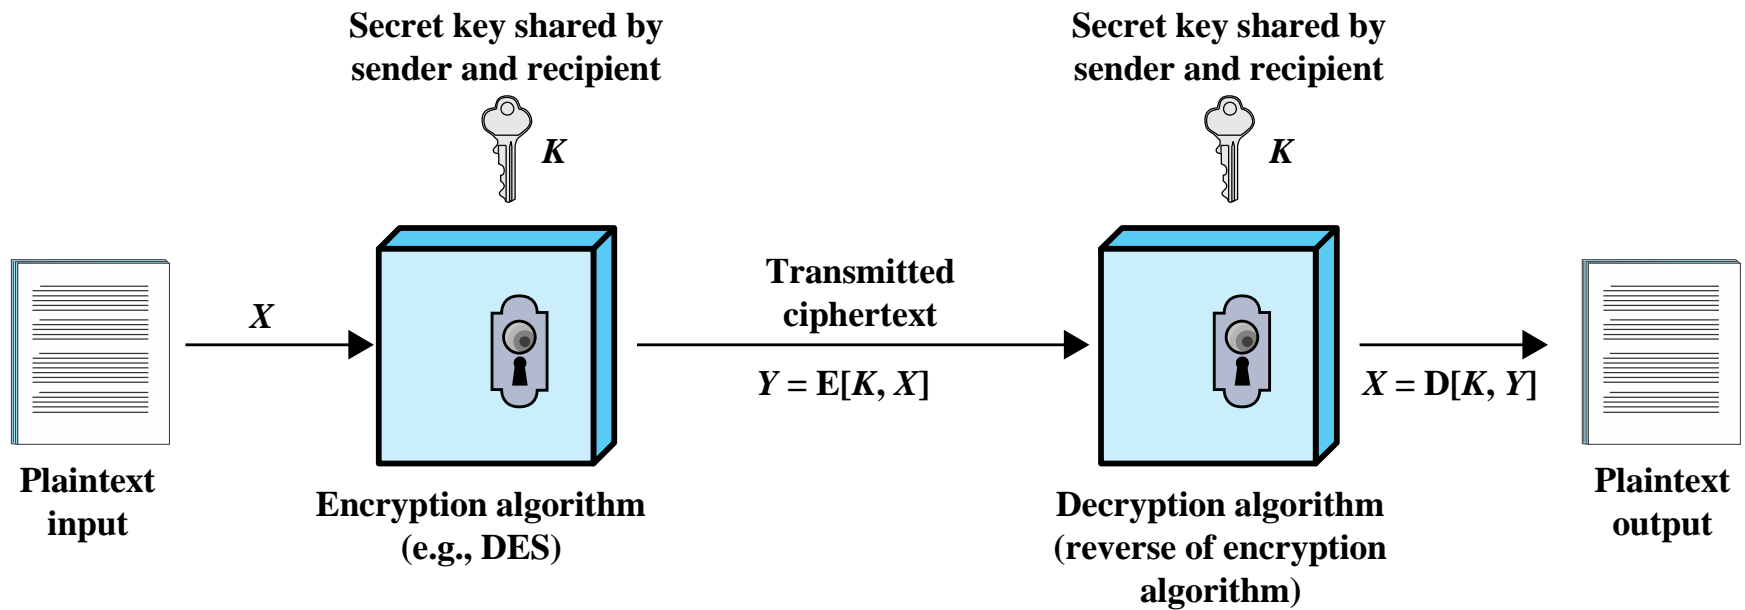 Secret key shared by
sender and recipient
K
Secret key shared by
sender and recipient
K
X
Transmitted
ciphertext
Y = E[K, X]
X = D[K, Y]
Plaintext
input
Encryption algorithm
(e.g., DES)
Decryption algorithm
(reverse of encryption
algorithm)
Plaintext
output